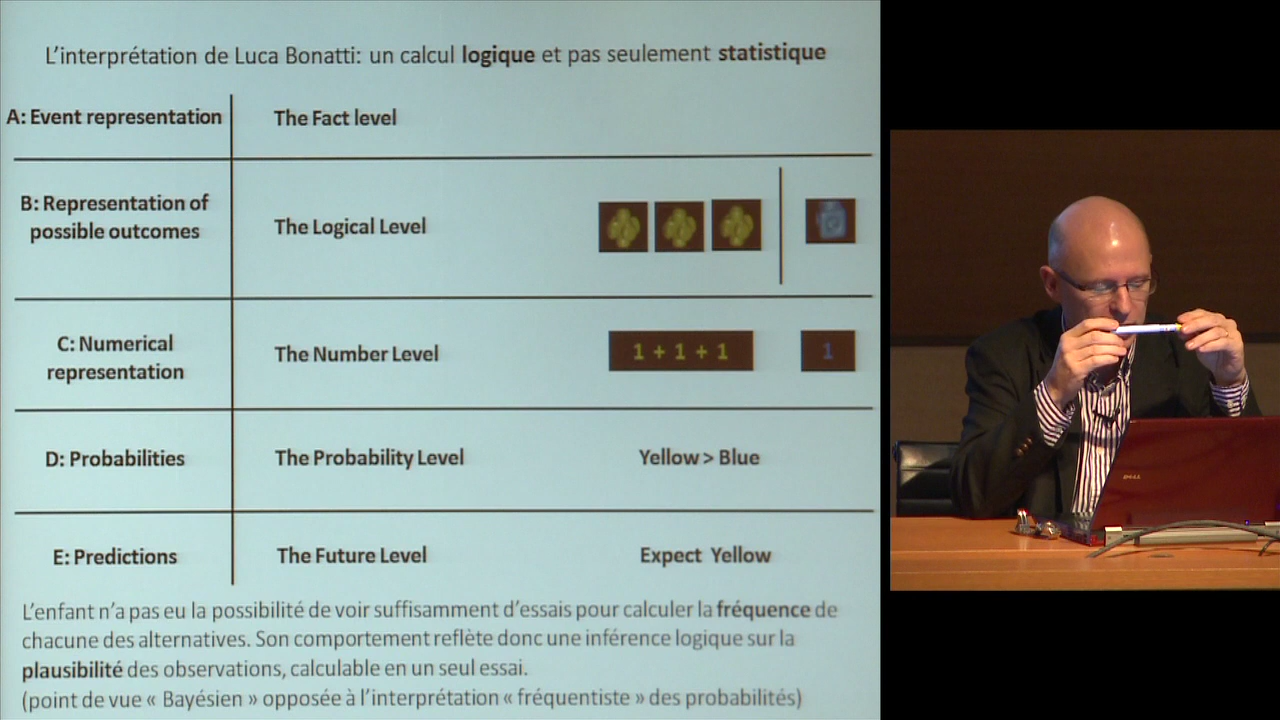 L'interprétation de Luca Bonatti: un calcul logique et pas seulement statistique
A: Event representation
The Fact level
B: Representation of
possible outcomes
The Logical Level
C: Numerical
representation
The Number Level
1 + 1 + 1
1
D: Probabilities
The Probability Level
Yellow > Blue
E: Predictions
The Future Level
Expect Yellow
L'enfant n'a pas eu la possibilité de voir suffisamment d'essais pour calculer la fréquence de
chacune des alternatives. Son comportement reflète donc une inférence logique sur la
plausibilité des observations, calculable en un seul essai.
(point de vue « Bayésien » opposée à l'interprétation « fréquentiste » des probabilités)
DELL